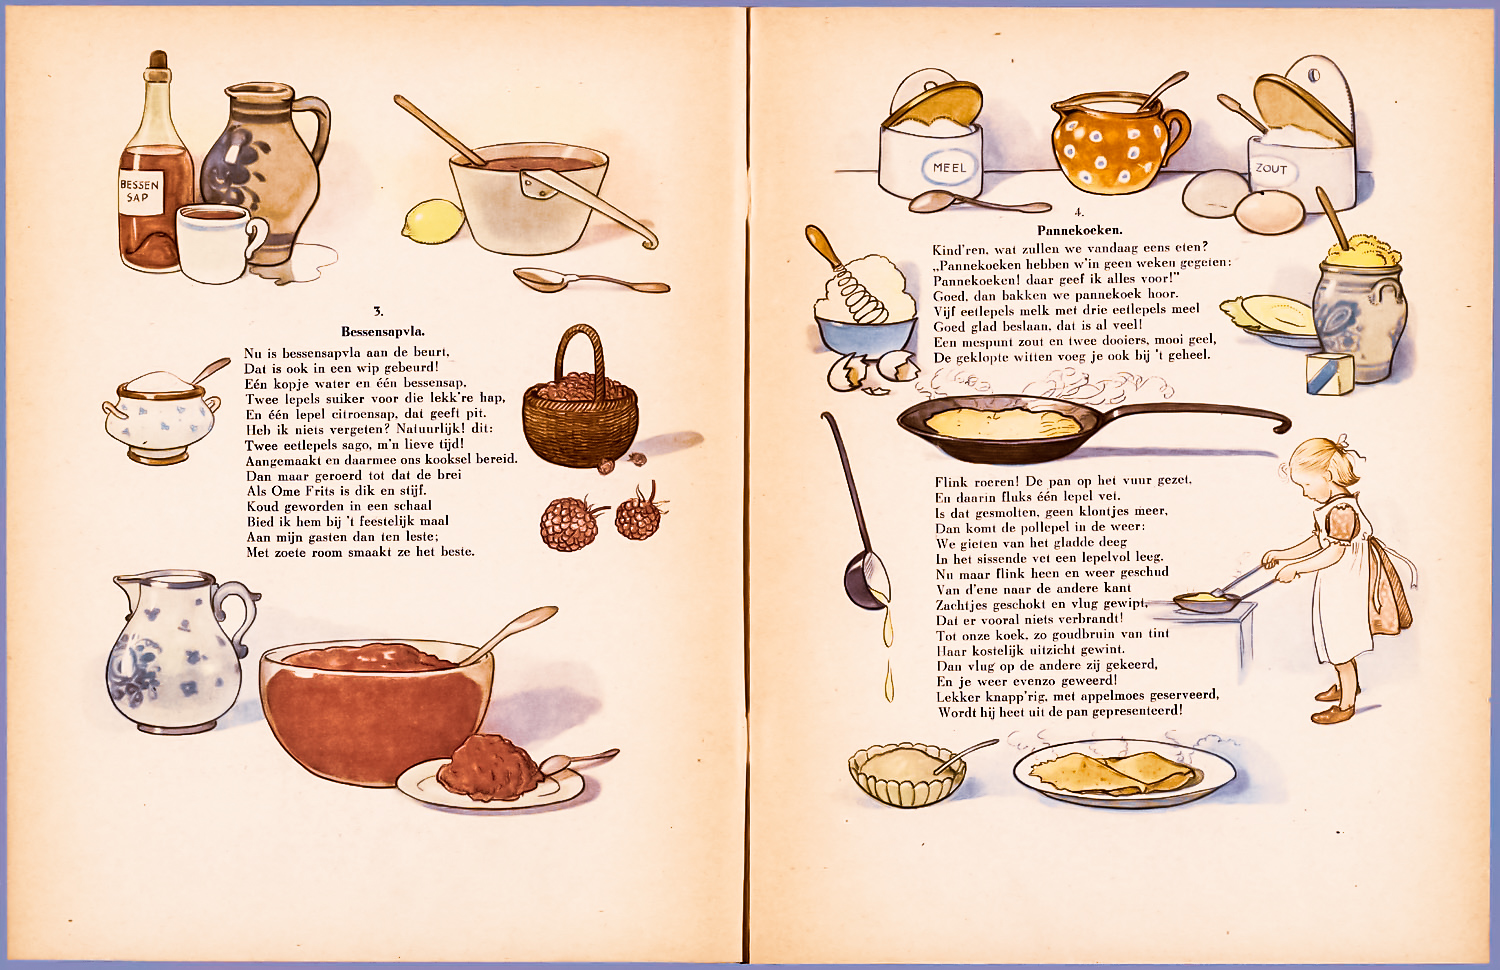 BESSEN
SAP
3.
Bessensapvla.
Nu is bessensapvla aan de beurt,
Dat is ook in een wip gebeurd!
Eén kopje water en één bessensap,
Twee lepels suiker voor die lekk're hap,
En één lepel citroensap, dat geeft pit.
Heb ik niets vergeten? Natuurlijk! dit:
Twee eetlepels sago, m'n lieve tijd!
Aangemaakt en daarmee ons kooksel bereid.
Dan maar geroerd tot dat de brei
Als Ome Frits is dik en stijf.
Koud geworden in een schaal
Bied ik hem bij 't feestelijk maal
Aan mijn gasten dan ten leste;
Met zoete room smaakt ze het beste.
MEEL
ZOUT
4.
Pannekoeken.
Kind'ren, wat zullen we vandaag eens eten?
„Pannekoeken hebben w'in geen weken gegeten:
Pannekoeken! daar geef ik alles voor!"
Goed, dan bakken we pannekoek hoor.
Vijf eetlepels melk met drie eetlepels meel
Goed glad beslaan, dat is al veel!
Een mespunt zout en twee dooiers, mooi geel,
De geklopte witten voeg je ook bij 't geheel.
Flink roeren! De pan op het vuur gezet,
En daarin fluks één lepel vet.
Is dat gesmolten, geen klontjes meer,
Dan komt de pollepel in de weer:
We gieten van het gladde deeg
In het sissende vet een lepelvol leeg.
Nu maar flink heen en weer geschud
Van d'ene naar de andere kant
Zachtjes geschokt en vlug gewipt,
Dat er vooral niets verbrandt!
Tot onze koek, zo goudbruin van tint
Haar kostelijk uitzicht gewint.
Dan vlug op de andere zij gekeerd,
En je weer evenzo geweerd!
Lekker knapp'rig, met appelmoes geserveerd,
Wordt hij heet uit de pan gepresenteerd!